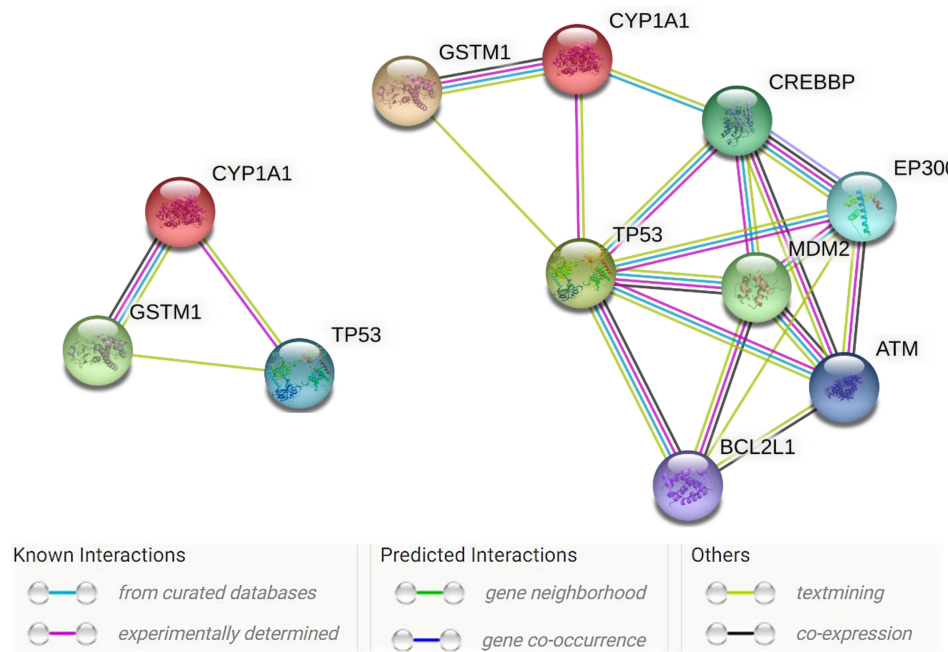 CYP1A1
GSTM1
TP53
GSTM1
CYP1A1
CREBBP
EP300
TP53
MDM2
ATM
BCL2L1
Known Interactions
from curated databases
experimentally determined
Predicted Interactions
gene neighborhood
gene co-occurrence
Others
textmining
co-expression